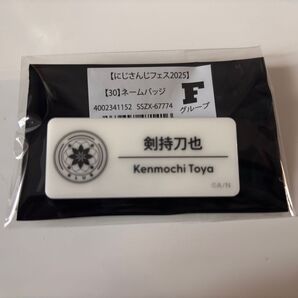 【にじさんじフェス2025】
【30】ネームバッジ
4002341152 SSZX-67774
F
グループ
剣持刀也
Kenmochi Toya
©A/N